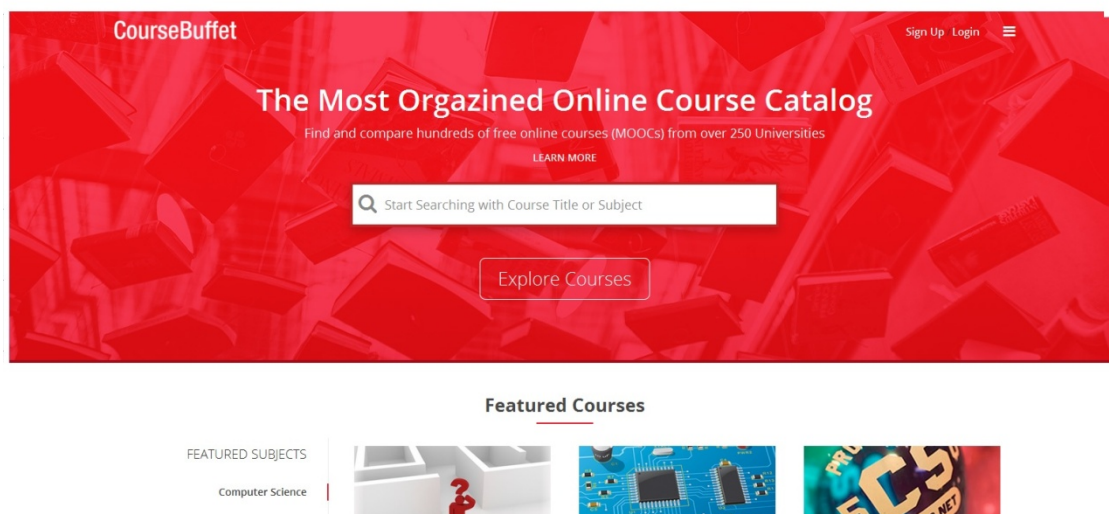 CourseBuffet
Sign Up Login
The Most Orgazined Online Course Catalog
Find and compare hundreds of free online courses (MOOCs) from over 250 Universities
LEARN MORE
Start Searching with Course Title or Subject
Explore Courses
Featured Courses
FEATURED SUBJECTS
Computer Science